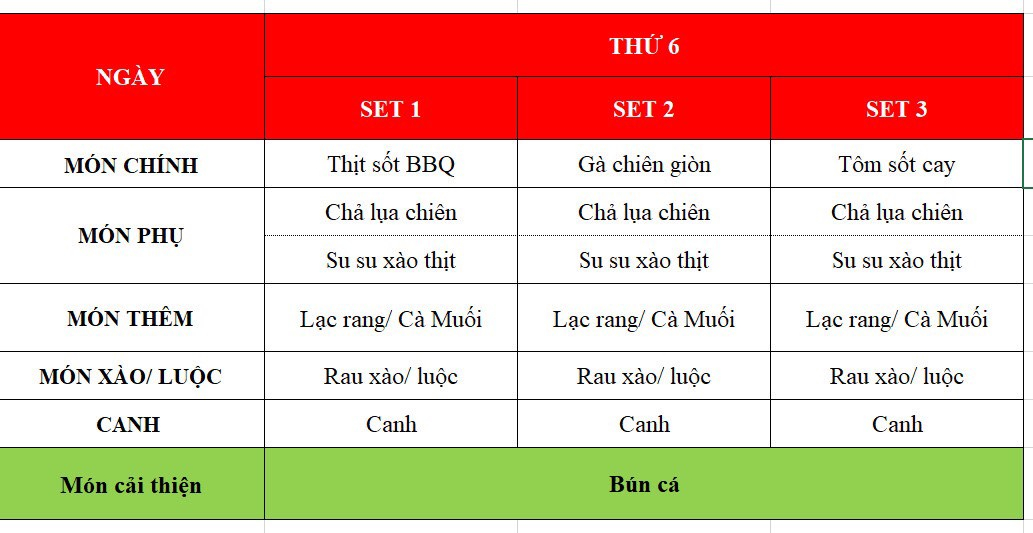 NGÀY
THỨ 6
SET 1 SET 2 SET 3
MÓN CHÍNH Thịt sốt BBQ Gà chiên giòn Tôm sốt cay
MÓN PHỤ
Chả lụa chiên Chả lụa chiên Chả lụa chiên
Su su xào thịt Su su xào thịt Su su xào thịt
MÓN THÊM Lạc rang/ Cà Muối Lạc rang/ Cà Muối Lạc rang/ Cà Muối
MÓN XÀO/ LUỘC Rau xào/ luộc Rau xào/ luộc Rau xào/ luộc
CANH Canh Canh Canh
Món cải thiện Bún cá